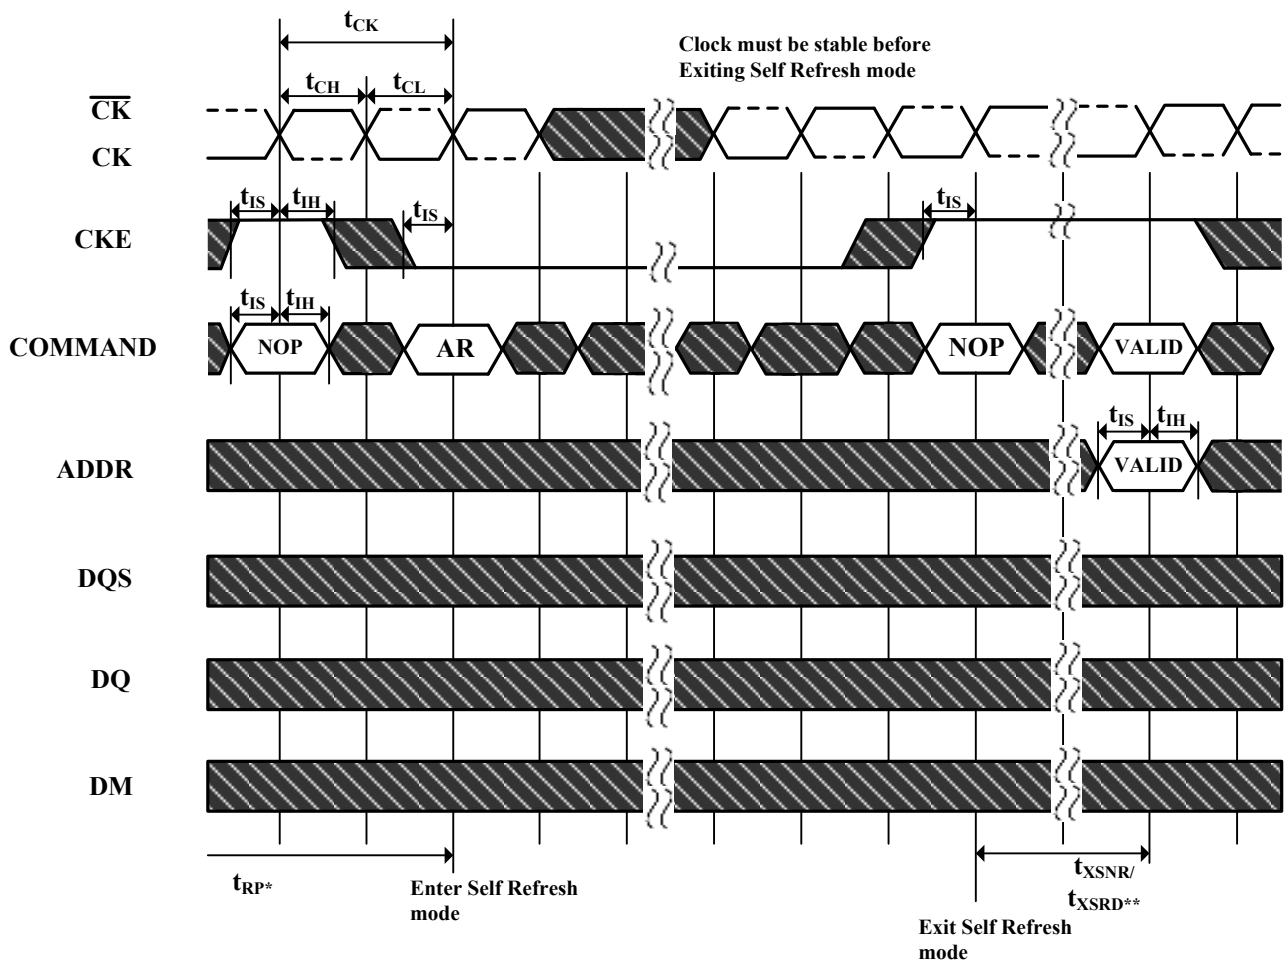 tCK
Clock must be stable before
Exiting Self Refresh mode
tCH
tCL
CK
CK
tIS
tIH
tIS
tIS
CKE
tIS
tIH
COMMAND
NOP
AR
NOP
VALID
tIS
tIH
ADDR
VALID
DQS
DQ
DM
tRP*
Enter Self Refresh
mode
tXSNR/
tXSRD**
Exit Self Refresh
mode